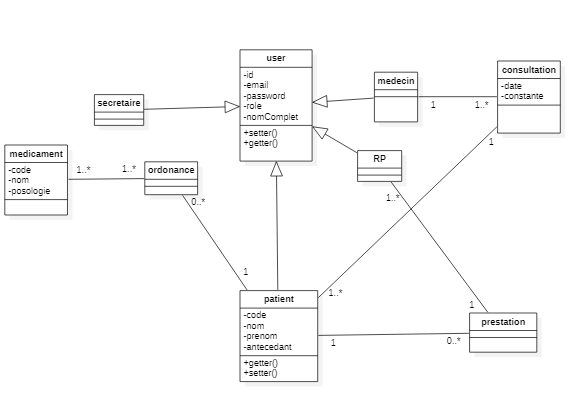 user
-id
-email
-password
-role
-nomComplet
+setter()
+getter()
secretaire
medecin
consultation
-date
-constante
1
1..*
medicament
-code
-nom
-posologie
1..*
1..*
ordonance
RP
1
0..*
1..*
1
1..*
patient
-code
-nom
-prenom
-antecedant
+getter()
+setter()
1
prestation
1
0..*